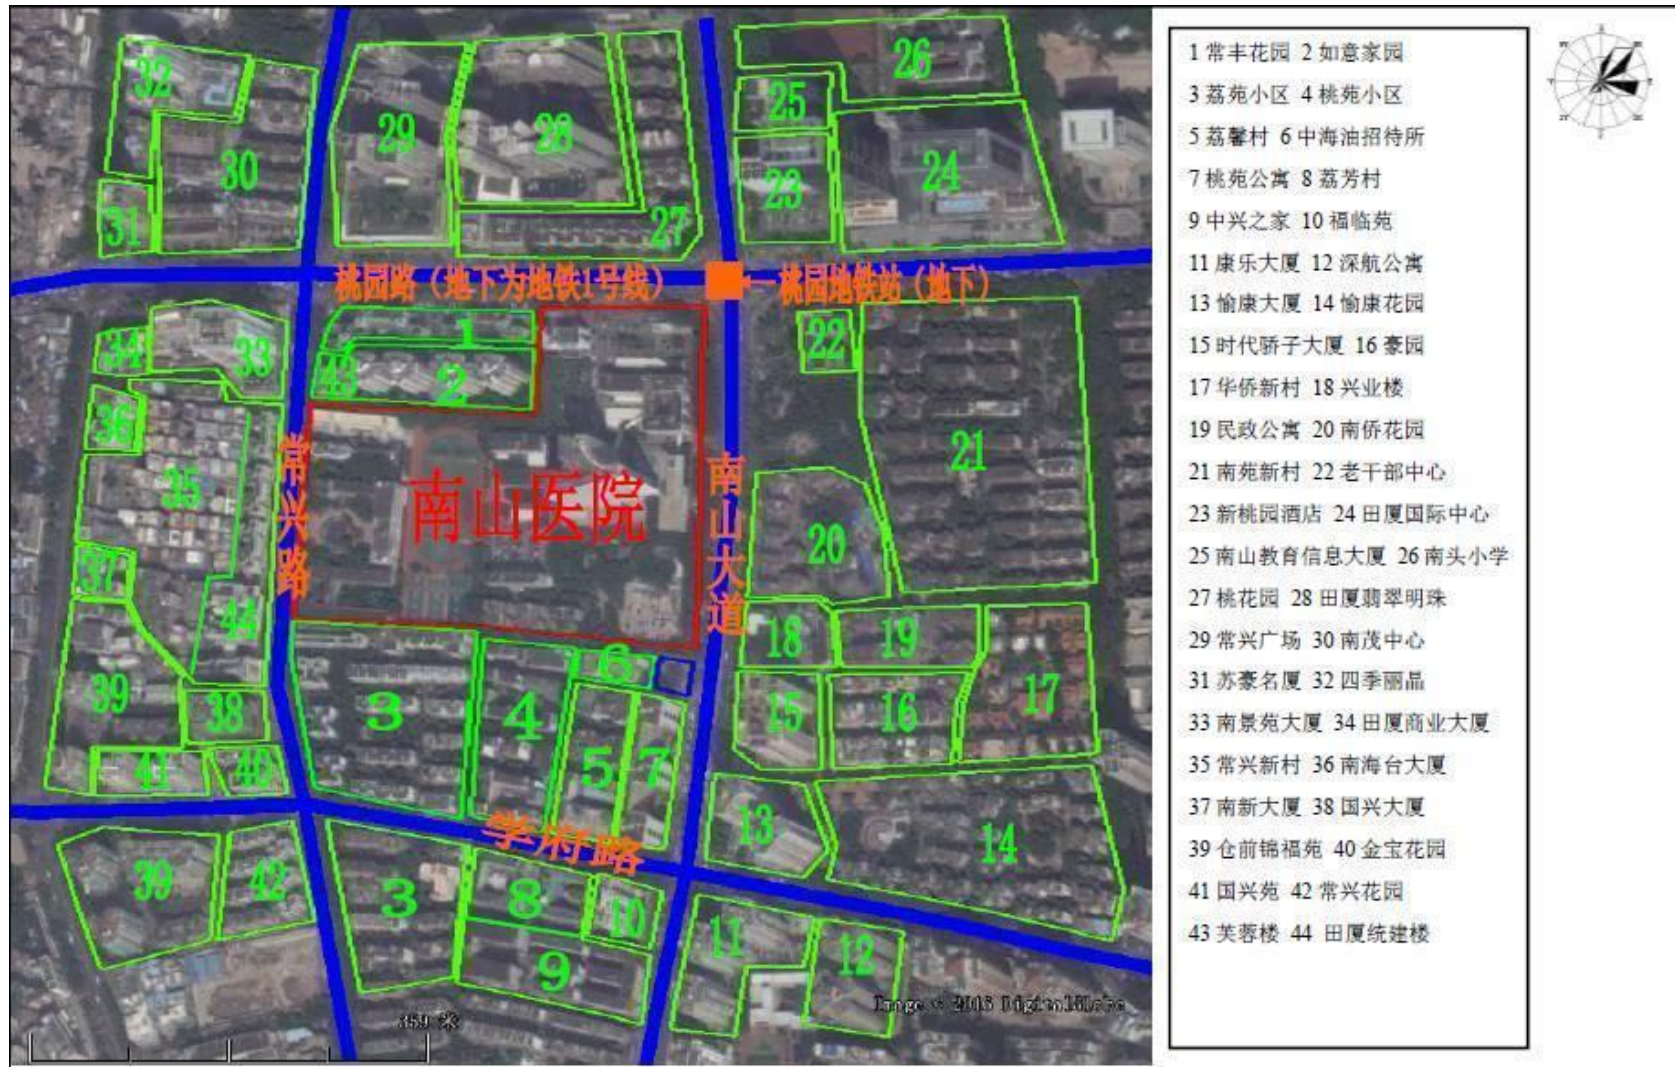 32
26
25
29
28
30
24
23
31
27
桃园路（地下为地铁1号线）
桃园地铁站（地下）
1
22
34
33
43
2
36
常兴路
南山医院
南山大道
21
35
20
37
44
18
19
6
39
38
3
4
5
7
15
16
17
41
40
学府路
13
14
39
42
3
8
10
11
12
9
359 米
Image © 2016 DigitalGlobe
1 常丰花园 2 如意家园
3 荔苑小区 4 桃苑小区
5 荔馨村 6 中海油招待所
7 桃苑公寓 8 荔芳村
9 中兴之家 10 福临苑
11 康乐大厦 12 深航公寓
13 愉康大厦 14 愉康花园
15 时代骄子大厦 16 豪园
17 华侨新村 18 兴业楼
19 民政公寓 20 南侨花园
21 南苑新村 22 老干部中心
23 新桃园酒店 24 田厦国际中心
25 南山教育信息大厦 26 南头小学
27 桃花园 28 田厦翡翠明珠
29 常兴广场 30 南茂中心
31 苏豪名厦 32 四季丽晶
33 南景苑大厦 34 田厦商业大厦
35 常兴新村 36 南海台大厦
37 南新大厦 38 国兴大厦
39 仓前锦福苑 40 金宝花园
41 国兴苑 42 常兴花园
43 芙蓉楼 44 田厦统建楼